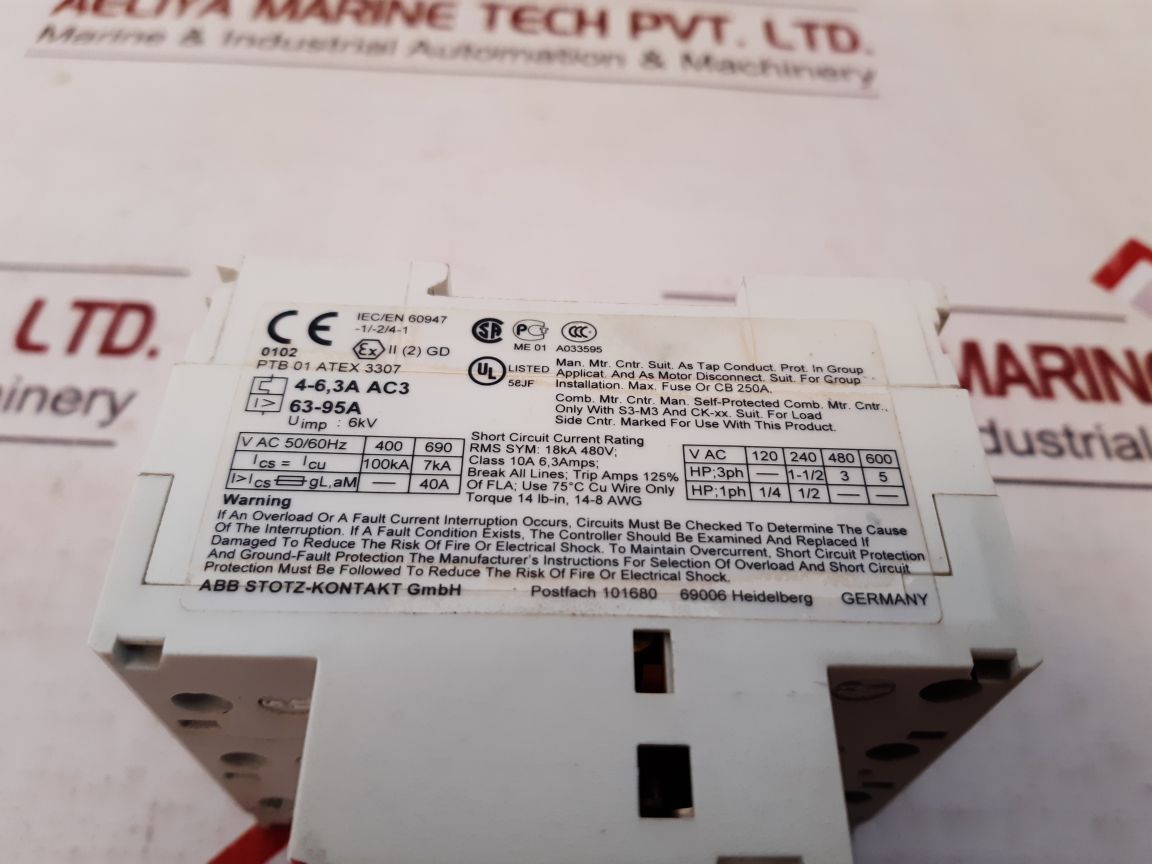 AELIYA MARINE TECH PVT. LTD.
Marine & Industrial Automation & Machinery
LTD.
hinery
MARINE
dustrial
CE
0102
PTB 01 ATEX 3307
IEC/EN 60947
-1/-2/4-1
Ex II (2) GD
ME 01 A033595
UL LISTED
58JF
Man. Mtr. Cntr. Suit. As Tap Conduct. Prot. In Group
Applicat. And As Motor Disconnect. Suit. For Group
Installation. Max. Fuse Or CB 250A.
Comb. Mtr. Cntr. Man. Self-Protected Comb. Mtr. Cntr.,
Only With S3-M3 And CK-xx. Suit. For Load
Side Cntr. Marked For Use With This Product.
4-6,3A AC3
I> 63-95A
Uimp : 6kV
V AC 50/60Hz 400 690
Ics = Icu 100kA 7kA
I>Ics gL,aM — 40A
Short Circuit Current Rating
RMS SYM: 18kA 480V;
Class 10A 6,3Amps;
Break All Lines; Trip Amps 125%
Of FLA; Use 75°C Cu Wire Only
Torque 14 lb-in, 14-8 AWG
V AC 120 240 480 600
HP;3ph — 1-1/2 3 5
HP;1ph 1/4 1/2 — —
Warning
If An Overload Or A Fault Current Interruption Occurs, Circuits Must Be Checked To Determine The Cause
Of The Interruption. If A Fault Condition Exists, The Controller Should Be Examined And Replaced If
Damaged To Reduce The Risk Of Fire Or Electrical Shock. To Maintain Overcurrent, Short Circuit Protection
And Ground-Fault Protection The Manufacturer's Instructions For Selection Of Overload And Short Circuit
Protection Must Be Followed To Reduce The Risk Of Fire Or Electrical Shock.
ABB STOTZ-KONTAKT GmbH Postfach 101680 69006 Heidelberg GERMANY